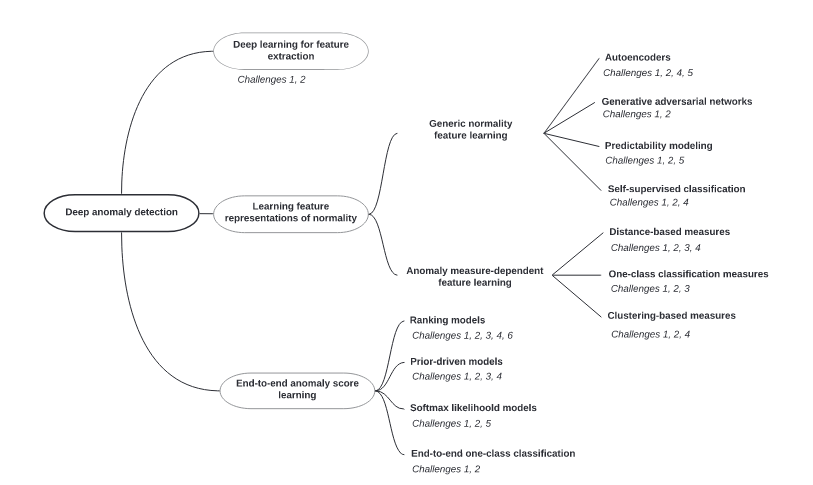 Deep learning for feature
extraction
Challenges 1, 2
Deep anomaly detection
Learning feature
representations of normality
Generic normality
feature learning
Autoencoders
Challenges 1, 2, 4, 5
Generative adversarial networks
Challenges 1, 2
Predictability modeling
Challenges 1, 2, 5
Self-supervised classification
Challenges 1, 2, 4
Anomaly measure-dependent
feature learning
Distance-based measures
Challenges 1, 2, 3, 4
One-class classification measures
Challenges 1, 2, 3
Clustering-based measures
Challenges 1, 2, 4
End-to-end anomaly score
learning
Ranking models
Challenges 1, 2, 3, 4, 6
Prior-driven models
Challenges 1, 2, 3, 4
Softmax likelihoold models
Challenges 1, 2, 5
End-to-end one-class classification
Challenges 1, 2